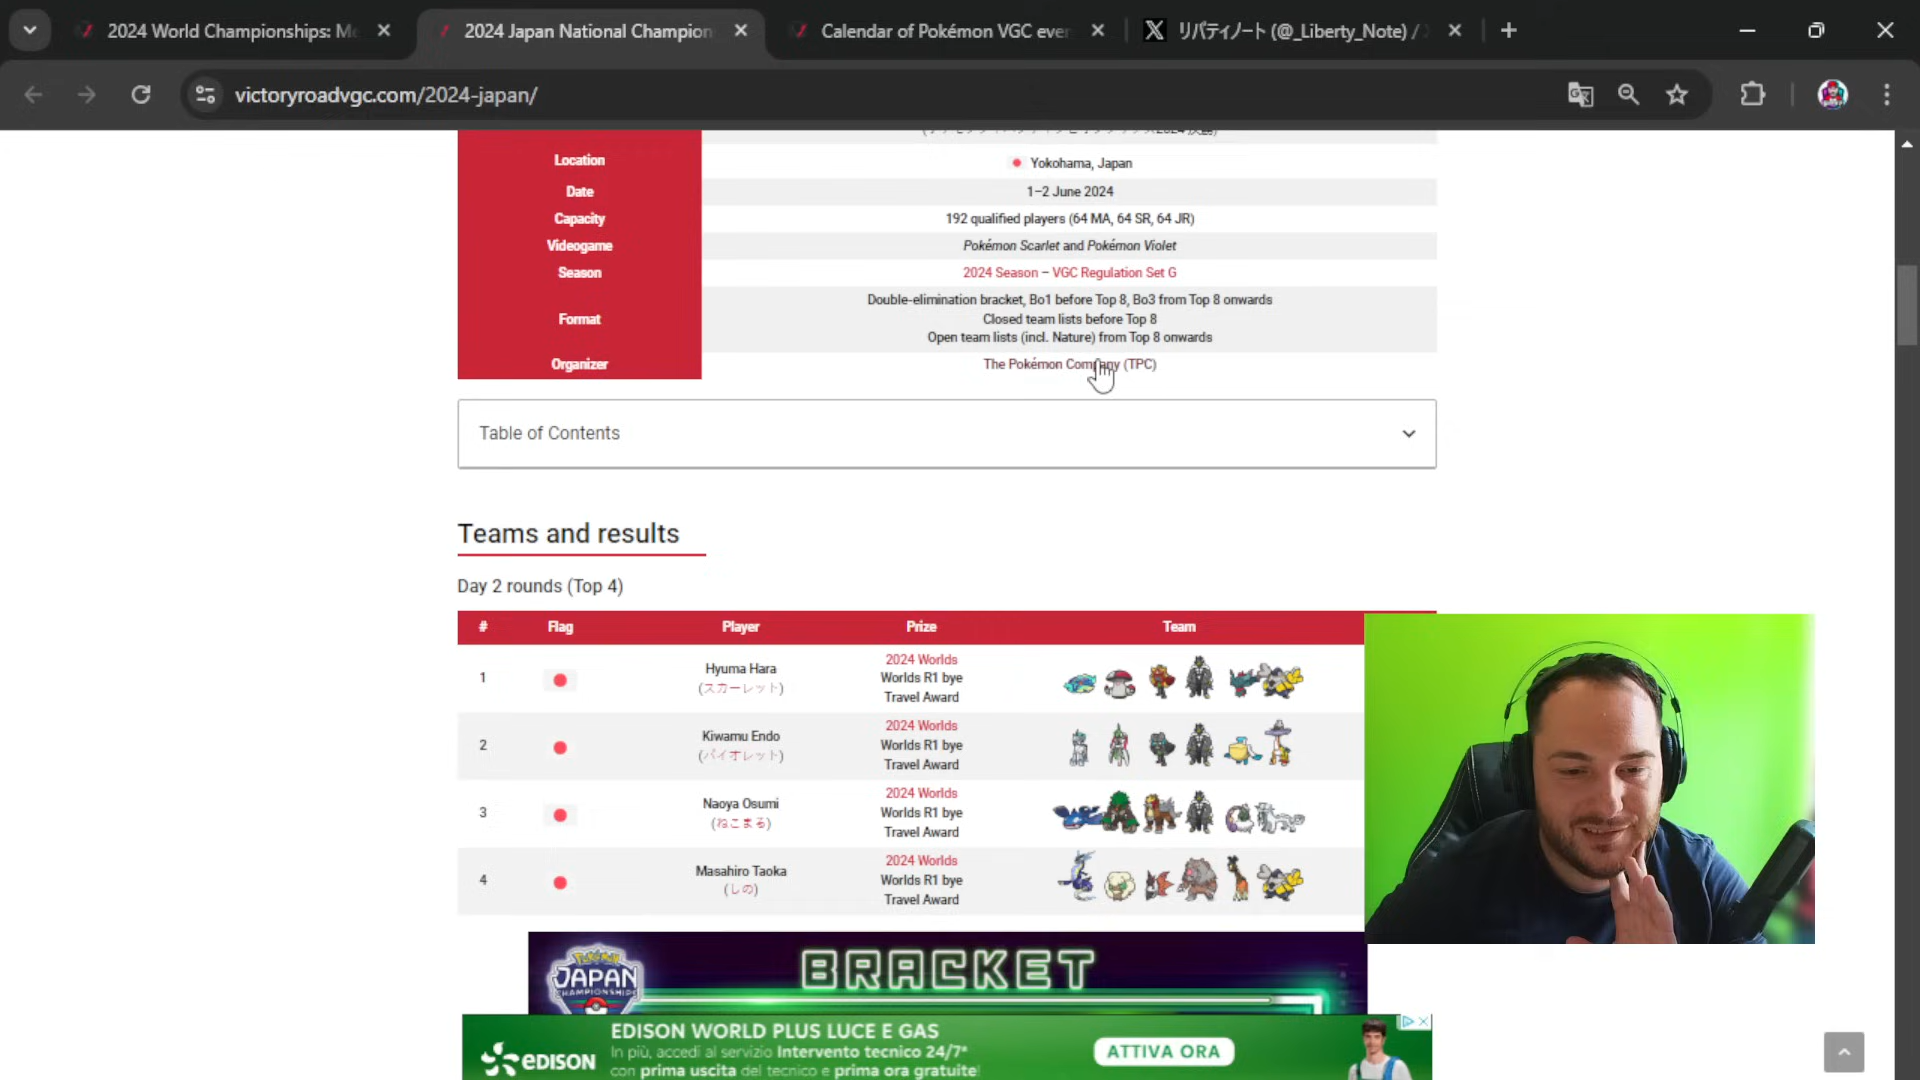 2024 World Championships: Me
2024 Japan National Champion
Calendar of Pokémon VGC ever
リバティノート (@_Liberty_Note) /
victoryroadvgc.com/2024-japan/
Location
Yokohama, Japan
Date
1–2 June 2024
Capacity
192 qualified players (64 MA, 64 SR, 64 JR)
Videogame
Pokémon Scarlet and Pokémon Violet
Season
2024 Season – VGC Regulation Set G
Format
Double-elimination bracket, Bo1 before Top 8, Bo3 from Top 8 onwards
Closed team lists before Top 8
Open team lists (incl. Nature) from Top 8 onwards
Organizer
The Pokémon Company (TPC)
Table of Contents
Teams and results
Day 2 rounds (Top 4)
# Flag Player Prize Team
1
Hyuma Hara
(スカーレット)
2024 Worlds
Worlds R1 bye
Travel Award
2
Kiwamu Endo
(バイオレット)
2024 Worlds
Worlds R1 bye
Travel Award
3
Naoya Osumi
(ねこまる)
2024 Worlds
Worlds R1 bye
Travel Award
4
Masahiro Taoka
(しの)
2024 Worlds
Worlds R1 bye
Travel Award
POKÉMON
JAPAN
CHAMPIONSHIPS
BRACKET
EDISON
EDISON WORLD PLUS LUCE E GAS
In più, accedi al servizio Intervento tecnico 24/7*
con prima uscita del tecnico e prima ora gratuite!
ATTIVA ORA